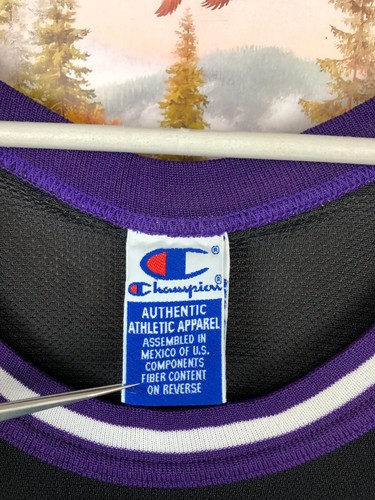 Champion®
AUTHENTIC
ATHLETIC APPAREL
ASSEMBLED IN
MEXICO OF U.S.
COMPONENTS
FIBER CONTENT
ON REVERSE